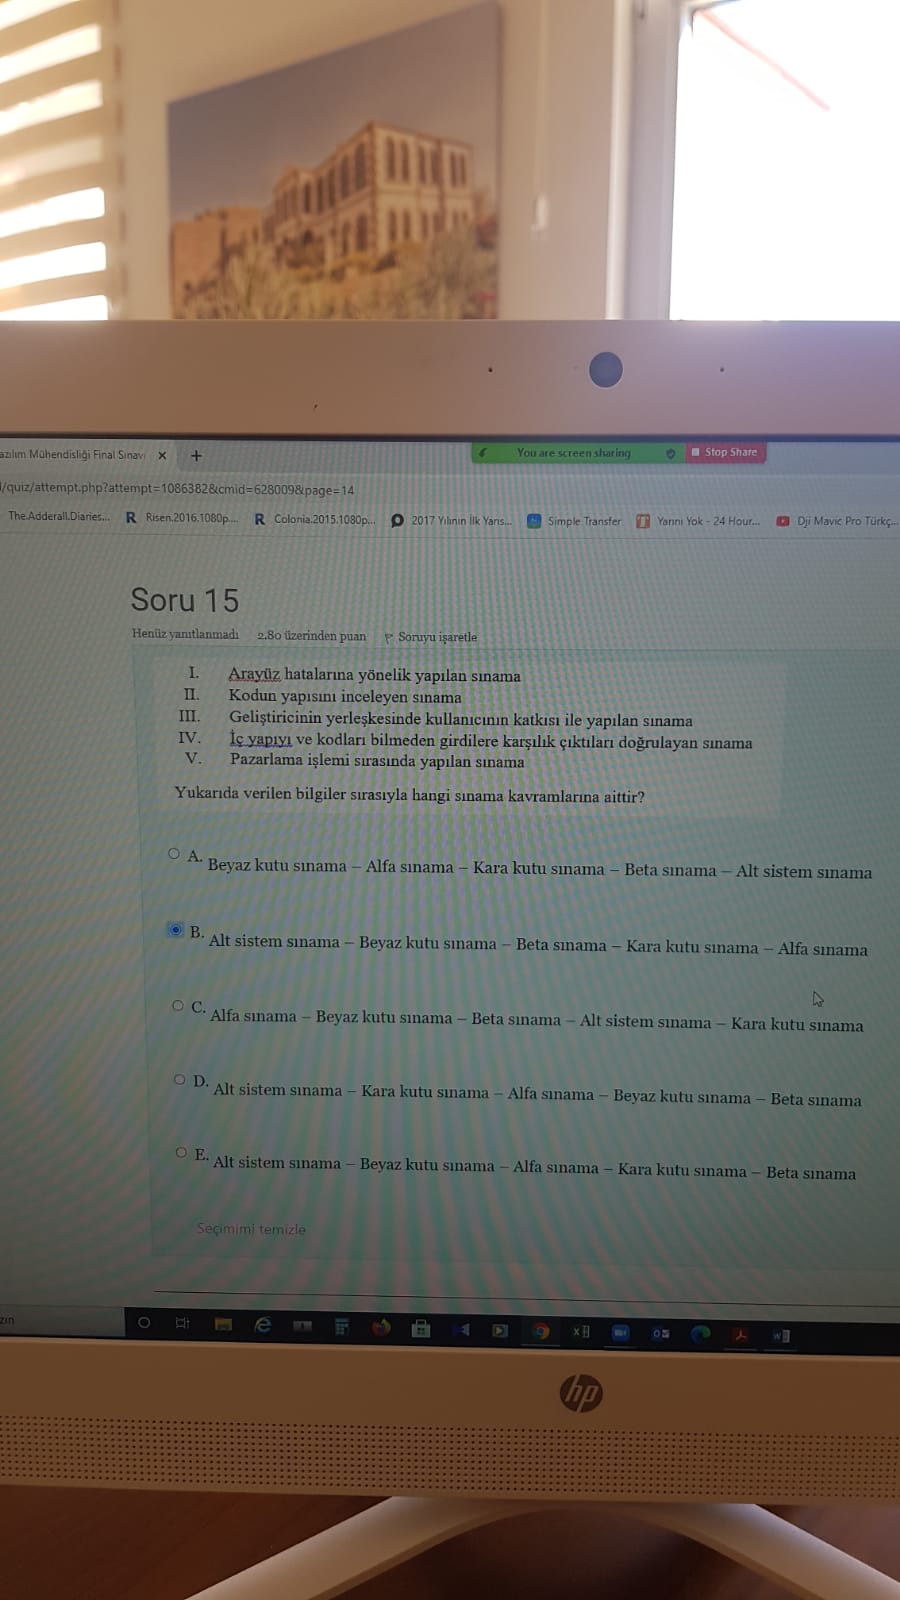 azılım Mühendisliği Final Sınavı
You are screen sharing
Stop Share
l/quiz/attempt.php?attempt=1086382&cmid=628009&page=14
The.Adderall.Diaries...
R Risen.2016.1080p....
R Colonia.2015.1080p...
2017 Yılının İlk Yarıs...
Simple Transfer
Yarını Yok - 24 Hour...
Dji Mavic Pro Türkç...
Soru 15
Henüz yanıtlanmadı 2,80 üzerinden puan Soruyu işaretle
I. Arayüz hatalarına yönelik yapılan sınama
II. Kodun yapısını inceleyen sınama
III. Geliştiricinin yerleşkesinde kullanıcının katkısı ile yapılan sınama
IV. İç yapıyı ve kodları bilmeden girdilere karşılık çıktıları doğrulayan sınama
V. Pazarlama işlemi sırasında yapılan sınama
Yukarıda verilen bilgiler sırasıyla hangi sınama kavramlarına aittir?
A. Beyaz kutu sınama – Alfa sınama – Kara kutu sınama – Beta sınama – Alt sistem sınama
B. Alt sistem sınama – Beyaz kutu sınama – Beta sınama – Kara kutu sınama – Alfa sınama
C. Alfa sınama – Beyaz kutu sınama – Beta sınama – Alt sistem sınama – Kara kutu sınama
D. Alt sistem sınama – Kara kutu sınama – Alfa sınama – Beyaz kutu sınama – Beta sınama
E. Alt sistem sınama – Beyaz kutu sınama – Alfa sınama – Kara kutu sınama – Beta sınama
Seçimimi temizle
zın
hp